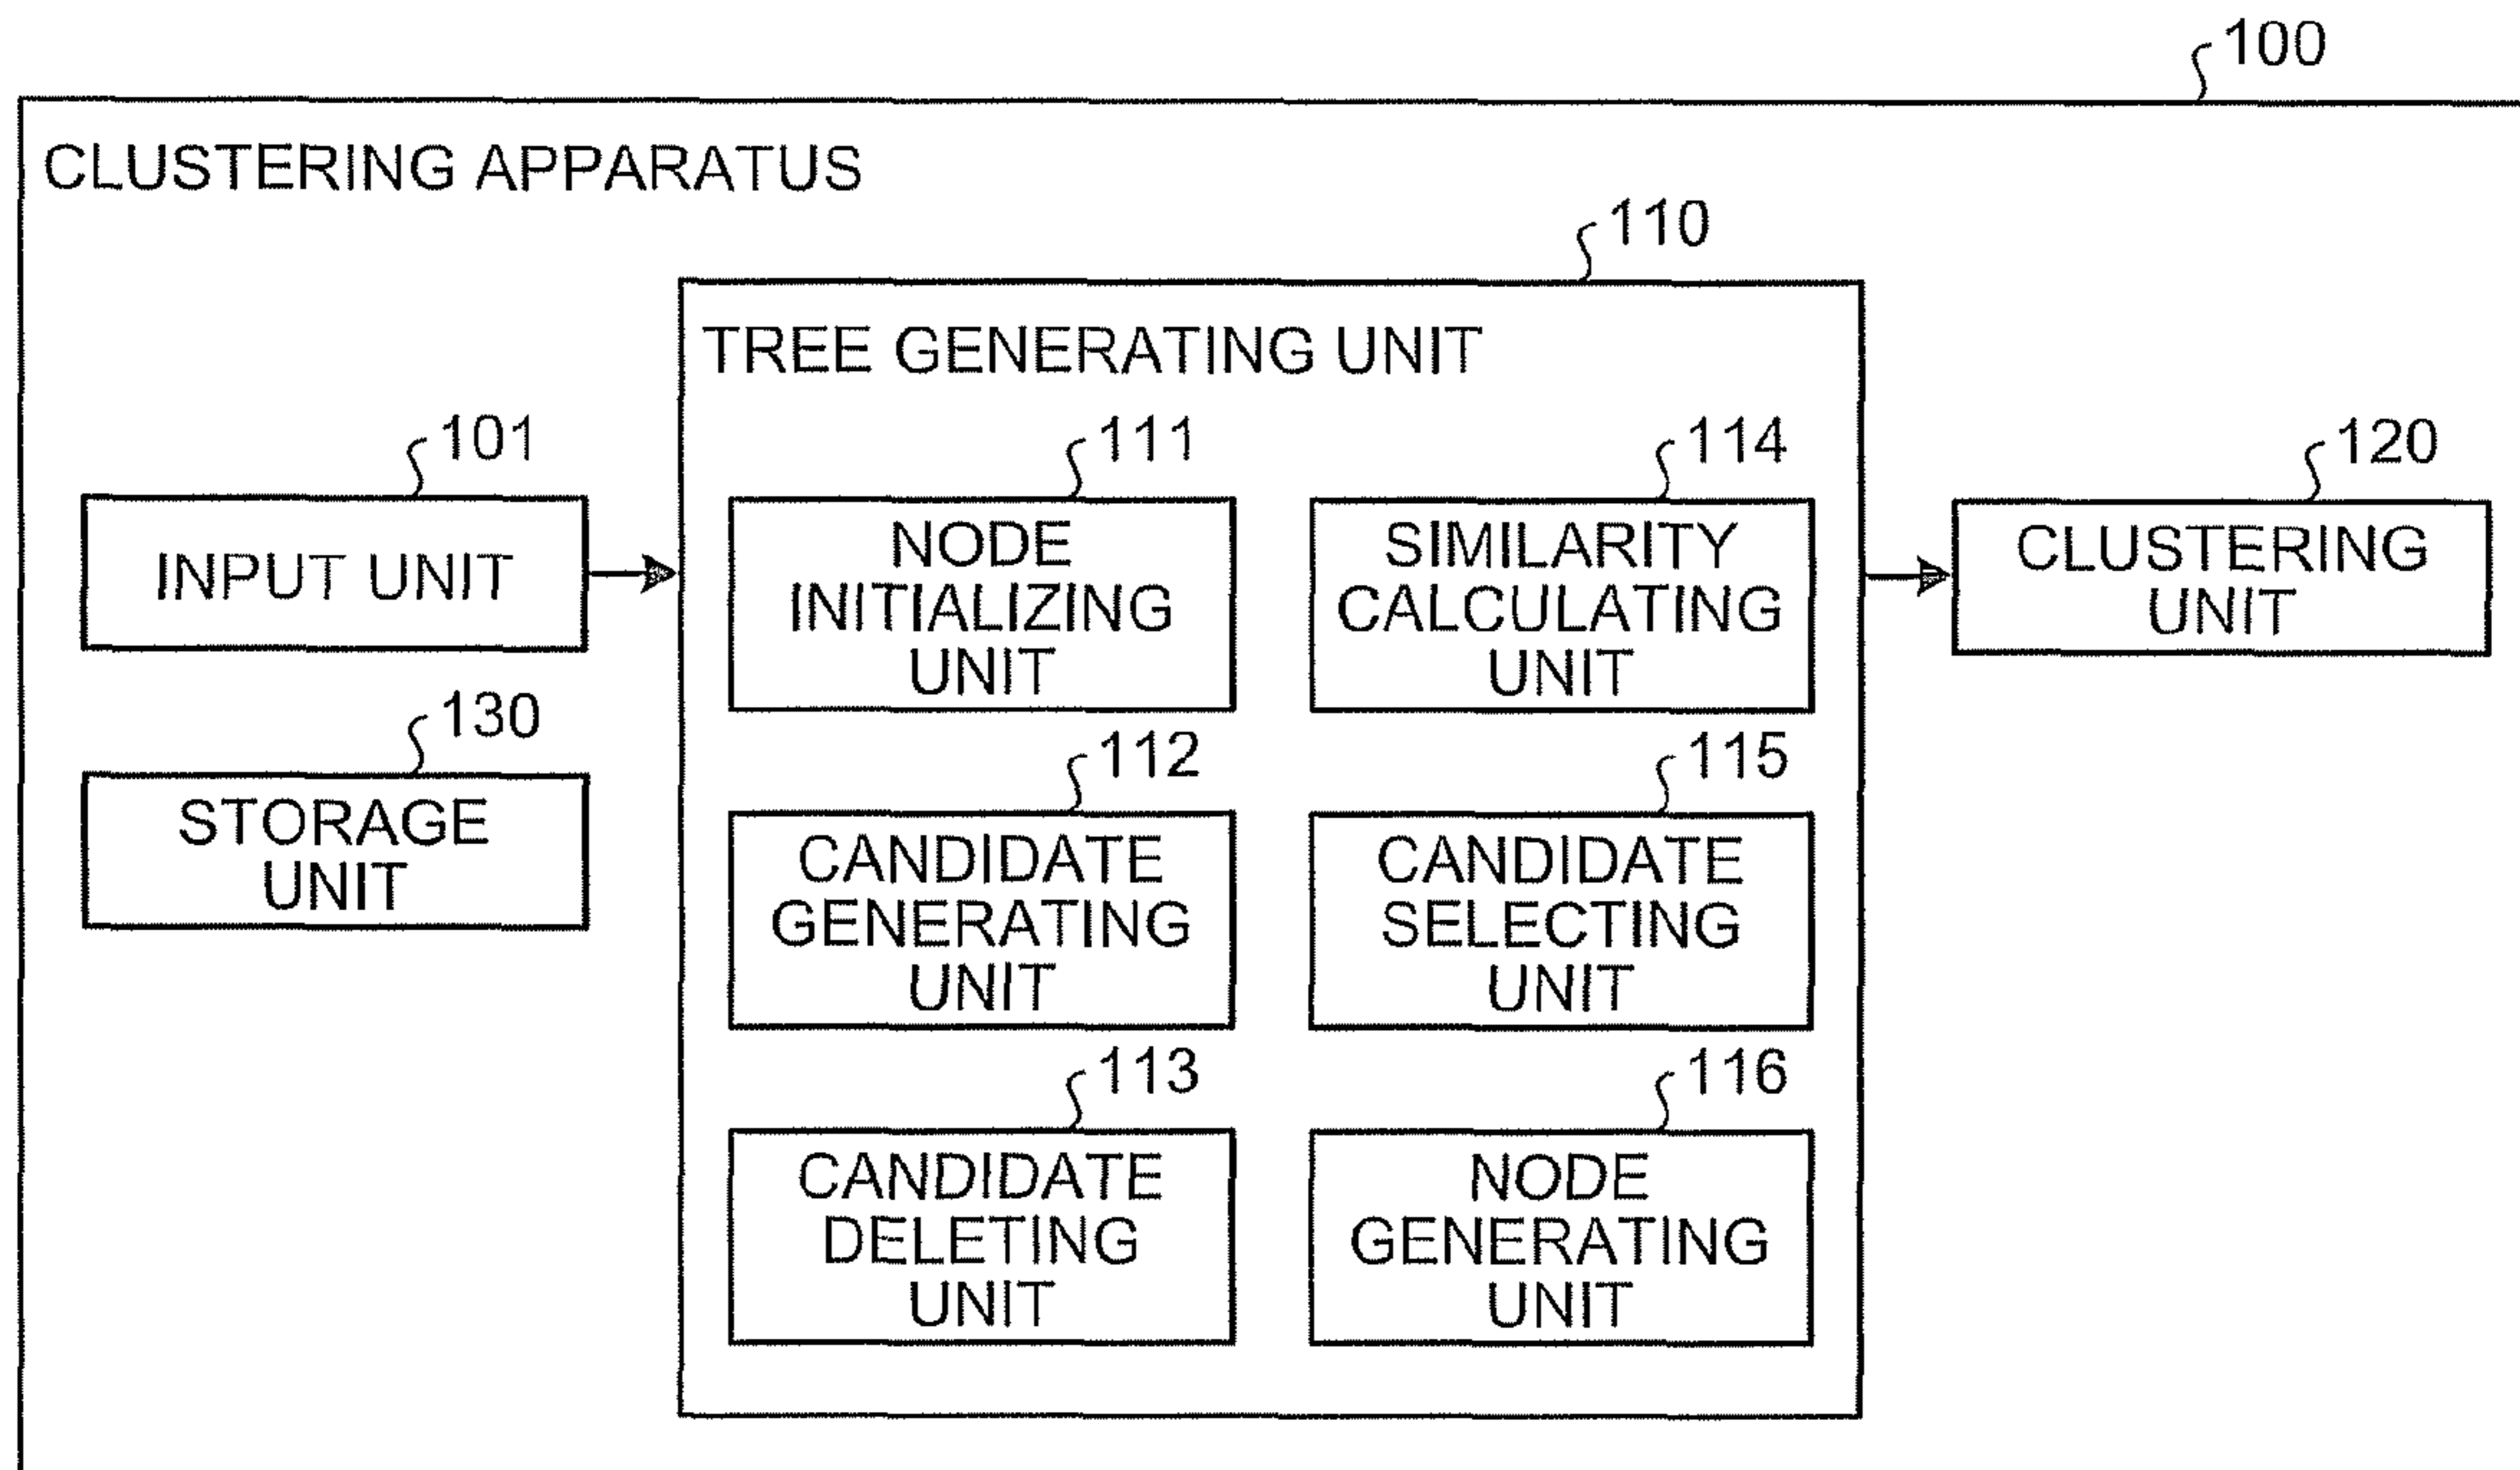 100
CLUSTERING APPARATUS
110
TREE GENERATING UNIT
101
INPUT UNIT
130
STORAGE
UNIT
111
NODE
INITIALIZING
UNIT
114
SIMILARITY
CALCULATING
UNIT
112
CANDIDATE
GENERATING
UNIT
115
CANDIDATE
SELECTING
UNIT
113
CANDIDATE
DELETING
UNIT
116
NODE
GENERATING
UNIT
120
CLUSTERING
UNIT